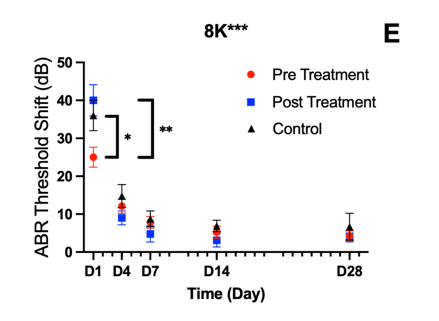 8K***
E
50
40
30
20
10
0
ABR Threshold Shift (dB)
Pre Treatment
Post Treatment
Control
*
**
D1 D4 D7 D14 D28
Time (Day)